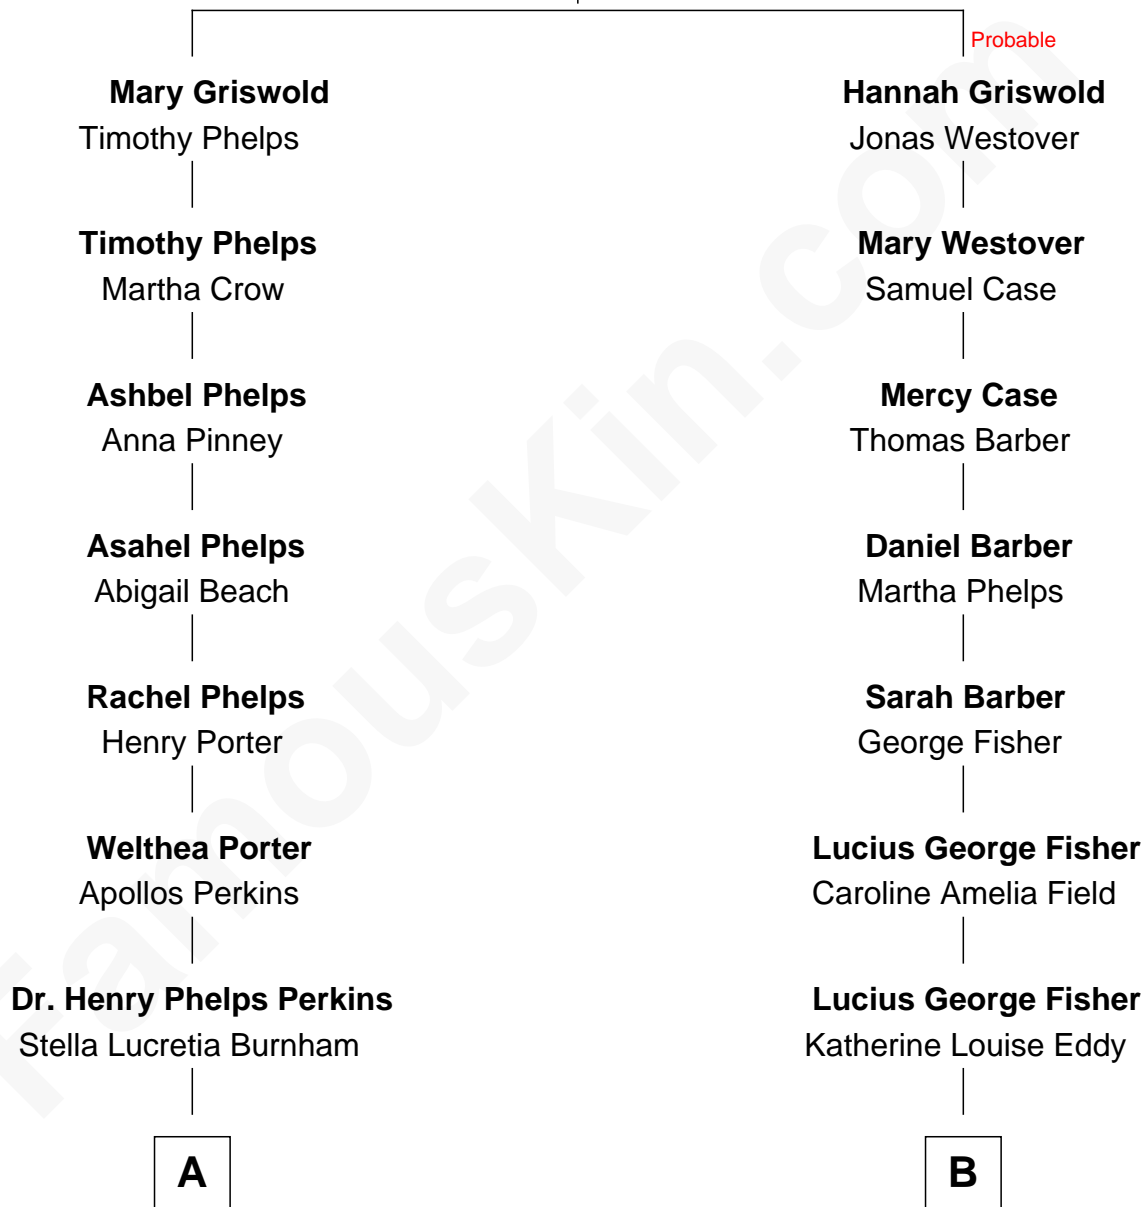 Probable
Mary Griswold
Timothy Phelps
Hannah Griswold
Jonas Westover
Timothy Phelps
Martha Crow
Mary Westover
Samuel Case
Ashbel Phelps
Anna Pinney
Mercy Case
Thomas Barber
Asahel Phelps
Abigail Beach
Daniel Barber
Martha Phelps
Rachel Phelps
Henry Porter
Sarah Barber
George Fisher
Welthea Porter
Apollos Perkins
Lucius George Fisher
Caroline Amelia Field
Dr. Henry Phelps Perkins
Stella Lucretia Burnham
Lucius George Fisher
Katherine Louise Eddy
A
B
FamousKin.com